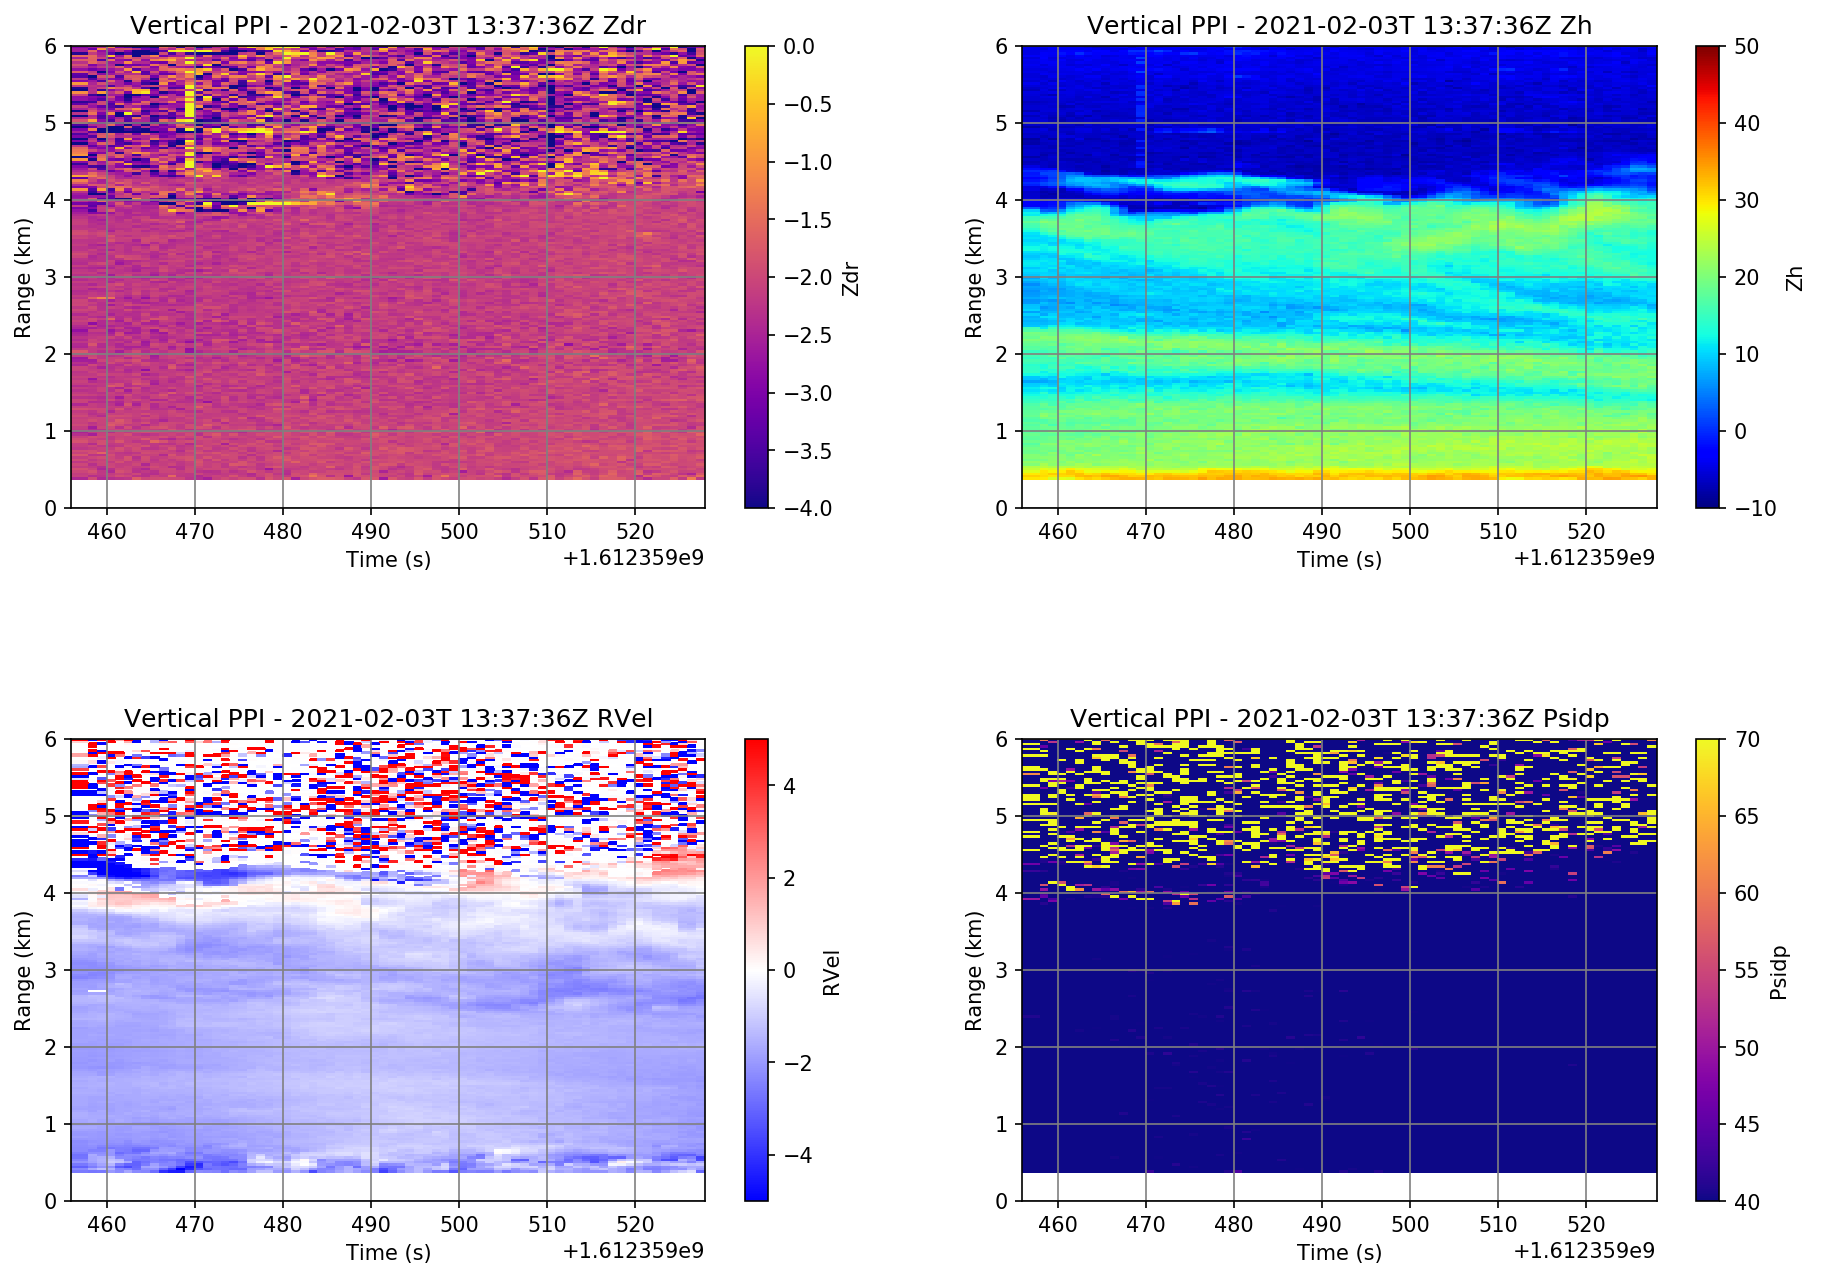 Vertical PPI - 2021-02-03T 13:37:36Z Zdr
6
5
4
3
2
1
0
Range (km)
460 470 480 490 500 510 520
Time (s)
+1.612359e9
0.0
−0.5
−1.0
−1.5
−2.0
−2.5
−3.0
−3.5
−4.0
Zdr
Vertical PPI - 2021-02-03T 13:37:36Z Zh
6
5
4
3
2
1
0
Range (km)
460 470 480 490 500 510 520
Time (s)
+1.612359e9
50
40
30
20
10
0
−10
Zh
Vertical PPI - 2021-02-03T 13:37:36Z RVel
6
5
4
3
2
1
0
Range (km)
460 470 480 490 500 510 520
Time (s)
+1.612359e9
4
2
0
−2
−4
RVel
Vertical PPI - 2021-02-03T 13:37:36Z Psidp
6
5
4
3
2
1
0
Range (km)
460 470 480 490 500 510 520
Time (s)
+1.612359e9
70
65
60
55
50
45
40
Psidp